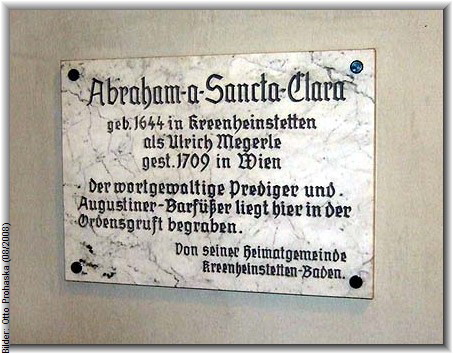 Abraham-a-Sancta-Clara
geb. 1644 in Kreenheinstetten
als Ulrich Megerle
gest. 1709 in Wien
der wortgewaltige Prediger und
Augustiner-Barfüßer liegt hier in der
Ordensgruft begraben.
Von seiner Heimatgemeinde
Kreenheinstetten-Baden.
Bilder: Otto Prohaska (08/2008)